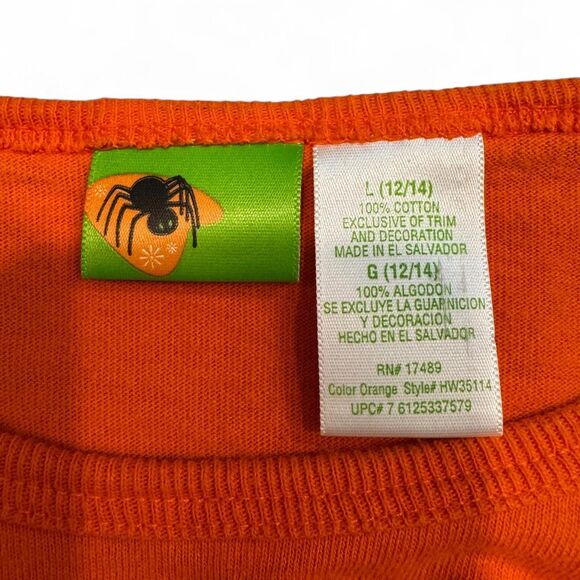 L (12/14)
100% COTTON
EXCLUSIVE OF TRIM
AND DECORATION
MADE IN EL SALVADOR
G (12/14)
100% ALGODON
SE EXCLUYE LA GUARNICION
Y DECORACION
HECHO EN EL SALVADOR
RN# 17489
Color Orange Style# HW35114
UPC# 7 6125337579